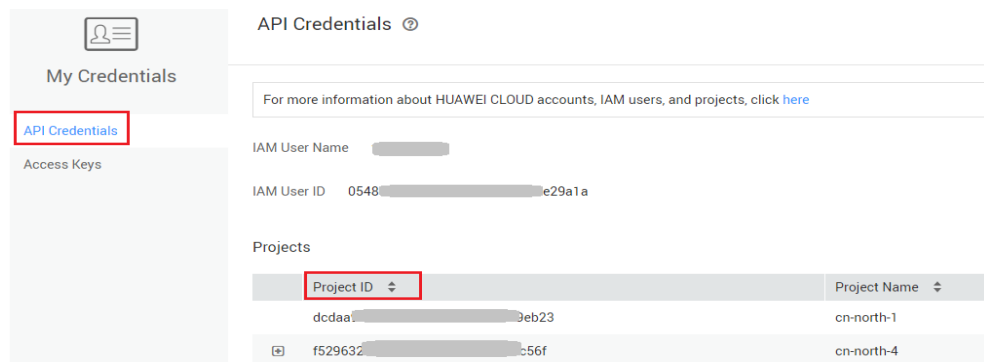 API Credentials
My Credentials
For more information about HUAWEI CLOUD accounts, IAM users, and projects, click here
API Credentials
IAM User Name
Access Keys
IAM User ID 0548 e29a1a
Projects
Project ID Project Name
dcdaa 9eb23 cn-north-1
f529632 c56f cn-north-4